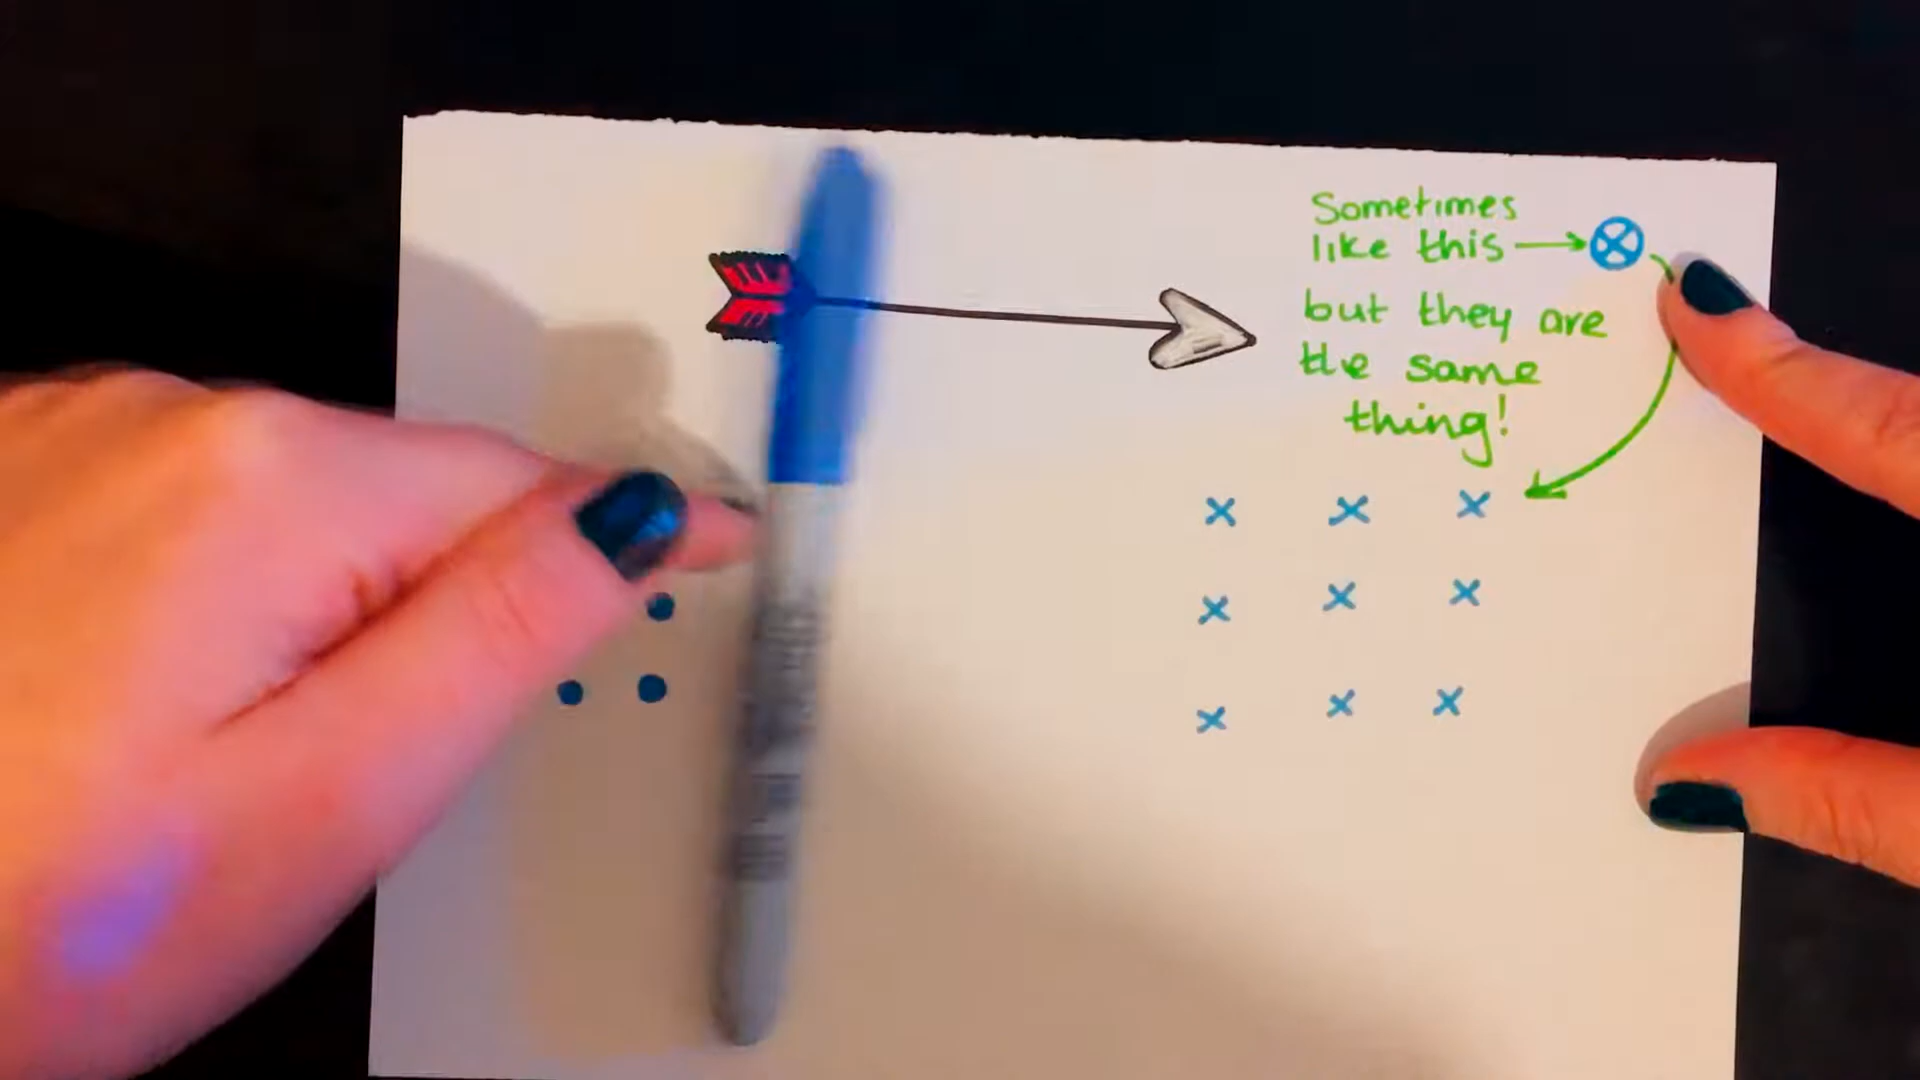 Sometimes
like this
but they are
the same
thing!
x x x
x x x
x x x